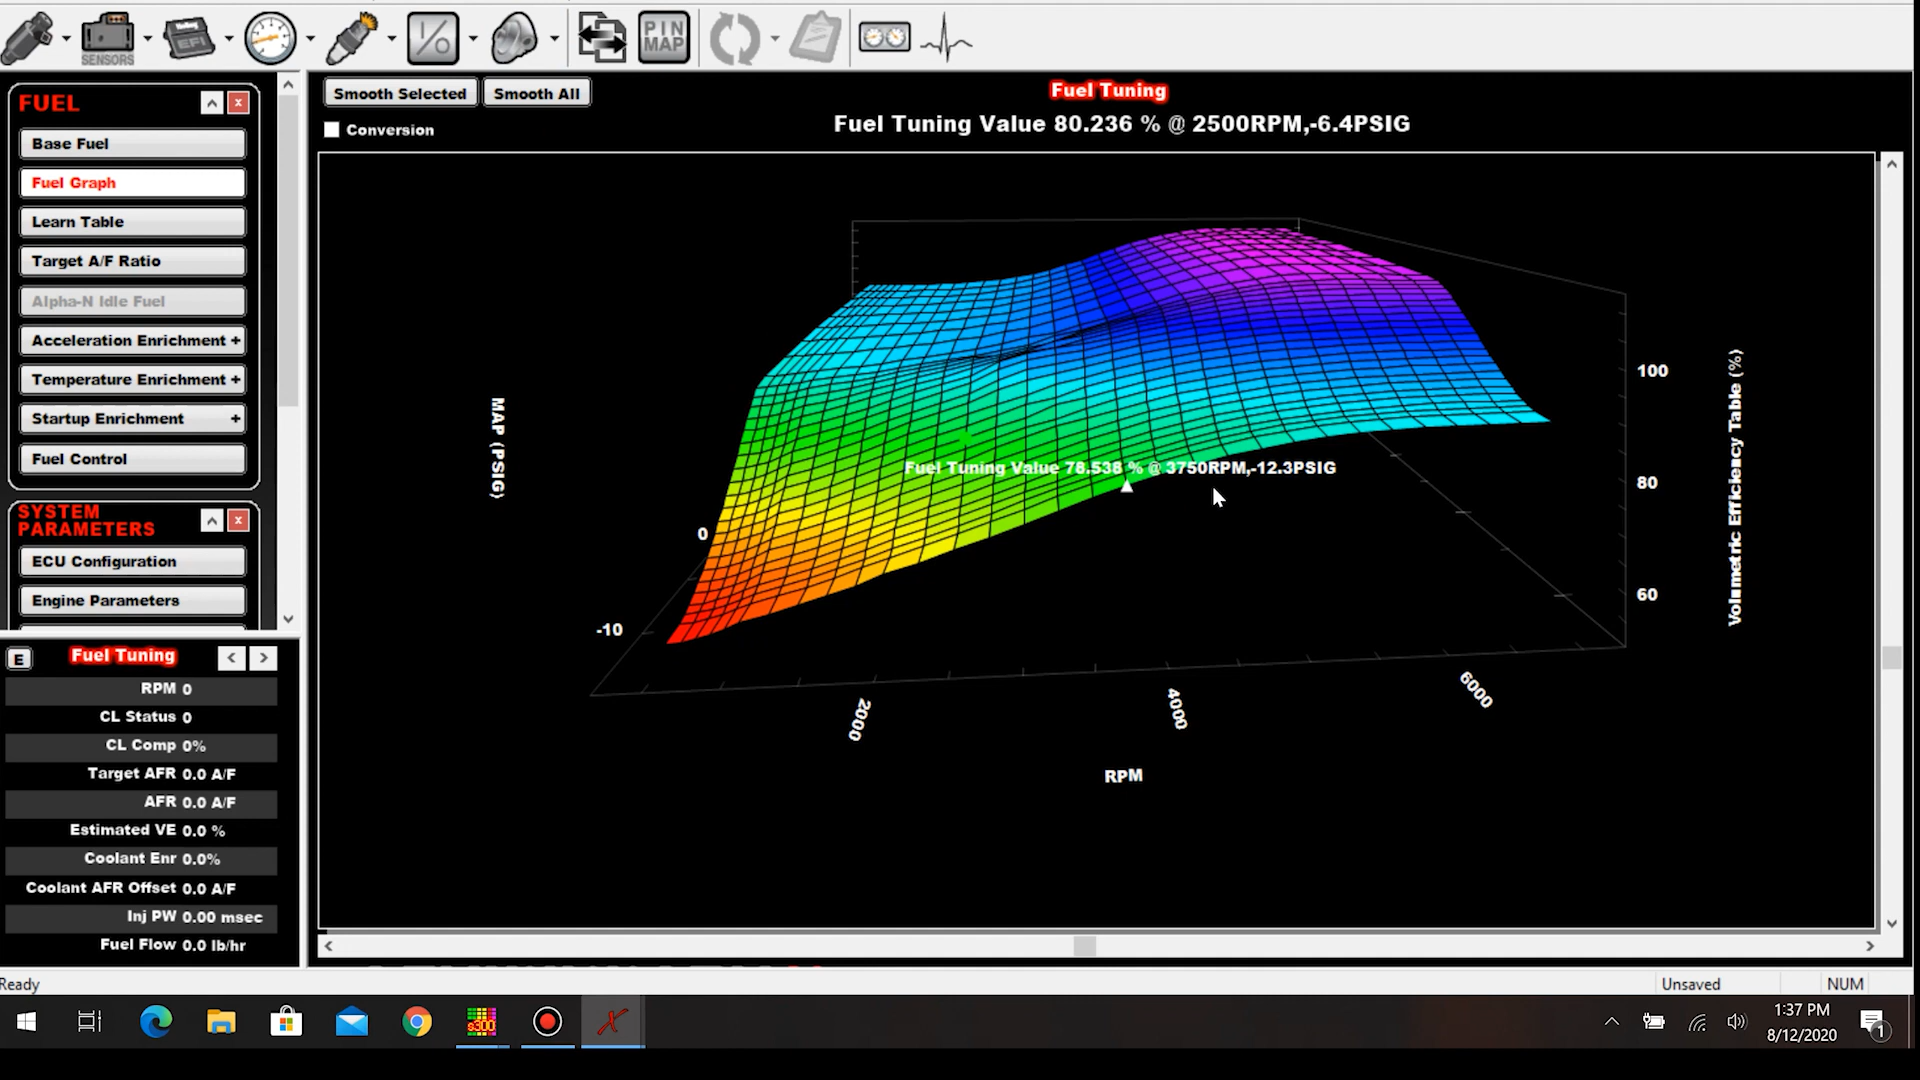 SENSORS
EFI
I/O
PIN
MAP
FUEL
Base Fuel
Fuel Graph
Learn Table
Target A/F Ratio
Alpha-N Idle Fuel
Acceleration Enrichment +
Temperature Enrichment +
Startup Enrichment +
Fuel Control
SYSTEM
PARAMETERS
ECU Configuration
Engine Parameters
E
Fuel Tuning
< >
RPM 0
CL Status 0
CL Comp 0%
Target AFR 0.0 A/F
AFR 0.0 A/F
Estimated VE 0.0 %
Coolant Enr 0.0%
Coolant AFR Offset 0.0 A/F
Inj PW 0.00 msec
Fuel Flow 0.0 lb/hr
Smooth Selected
Smooth All
Conversion
Fuel Tuning
Fuel Tuning Value 80.236 % @ 2500RPM,-6.4PSIG
MAP (PSIG)
0
-10
Fuel Tuning Value 78.538 % @ 3750RPM,-12.3PSIG
100
80
60
Volumetric Efficiency Table (%)
2000
4000
6000
RPM
Ready
Unsaved
NUM
s300
1:37 PM
8/12/2020
1